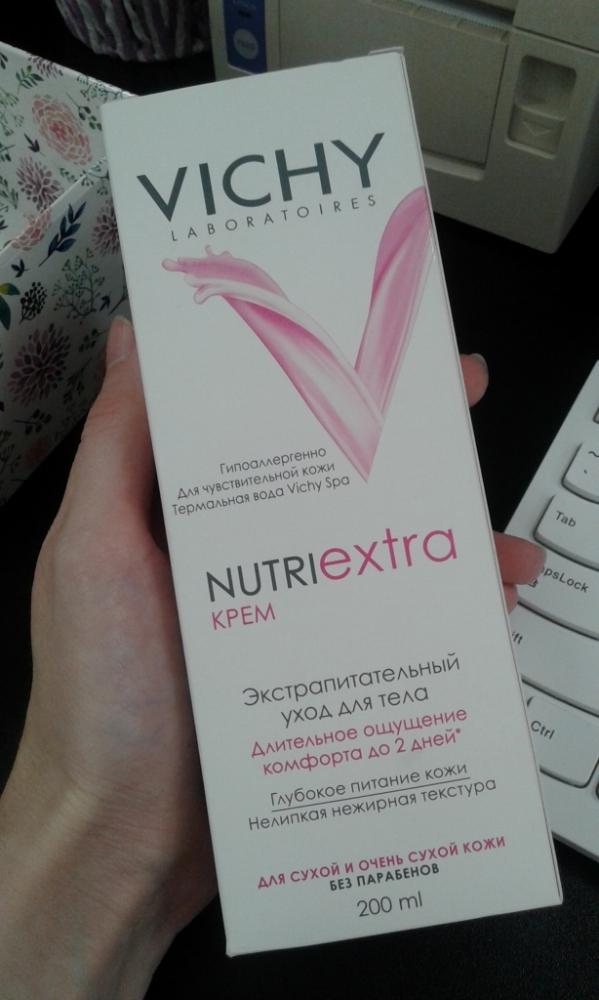 VICHY
LABORATOIRES
Гипоаллергенно
Для чувствительной кожи
Термальная вода Vichy Spa
NUTRIextra
КРЕМ
Экстрапитательный
уход для тела
Длительное ощущение
комфорта до 2 дней*
Глубокое питание кожи
Нелипкая нежирная текстура
ДЛЯ СУХОЙ И ОЧЕНЬ СУХОЙ КОЖИ
БЕЗ ПАРАБЕНОВ
200 ml
~
Tab
psLock
ift
Ctrl